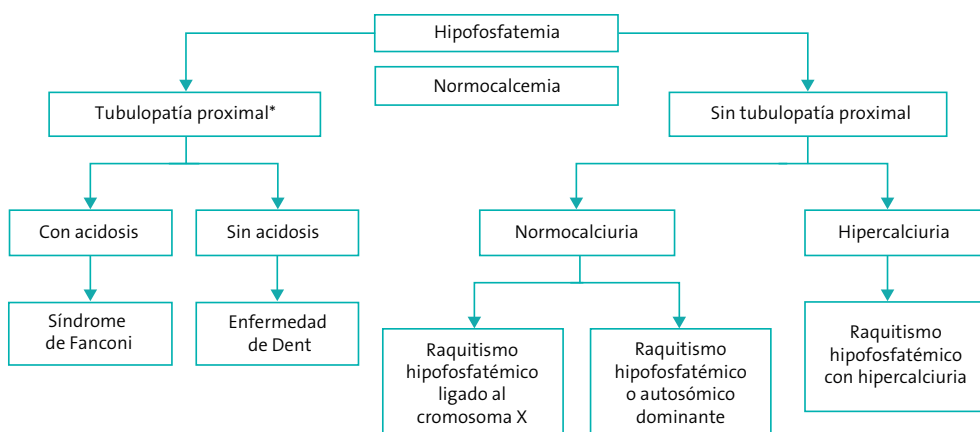 Hipofosfatemia
Normocalcemia
Tubulopatía proximal*
Sin tubulopatía proximal
Con acidosis
Sin acidosis
Normocalciuria
Hipercalciuria
Síndrome
de Fanconi
Enfermedad
de Dent
Raquitismo
hipofosfatémico
ligado al
cromosoma X
Raquitismo
hipofosfatémico
o autosómico
dominante
Raquitismo
hipofosfatémico
con hipercalciuria